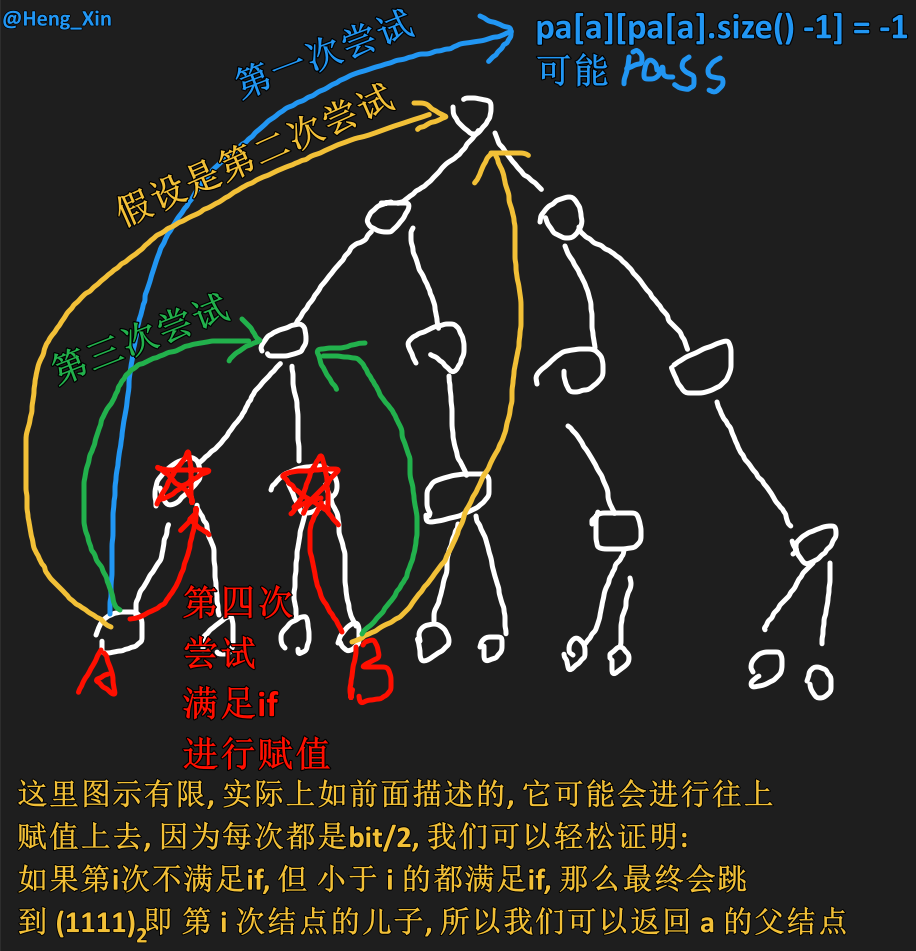 @Heng_Xin
pa[a][pa[a].size() -1] = -1
可能 Pass
第一次尝试
假设是第二次尝试
第三次尝试
第四次
尝试
满足if
进行赋值
A
B
这里图示有限, 实际上如前面描述的, 它可能会进行往上
赋值上去, 因为每次都是bit/2, 我们可以轻松证明:
如果第i次不满足if, 但 小于 i 的都满足if, 那么最终会跳
到 (1111)₂即 第 i 次结点的儿子, 所以我们可以返回 a 的父结点